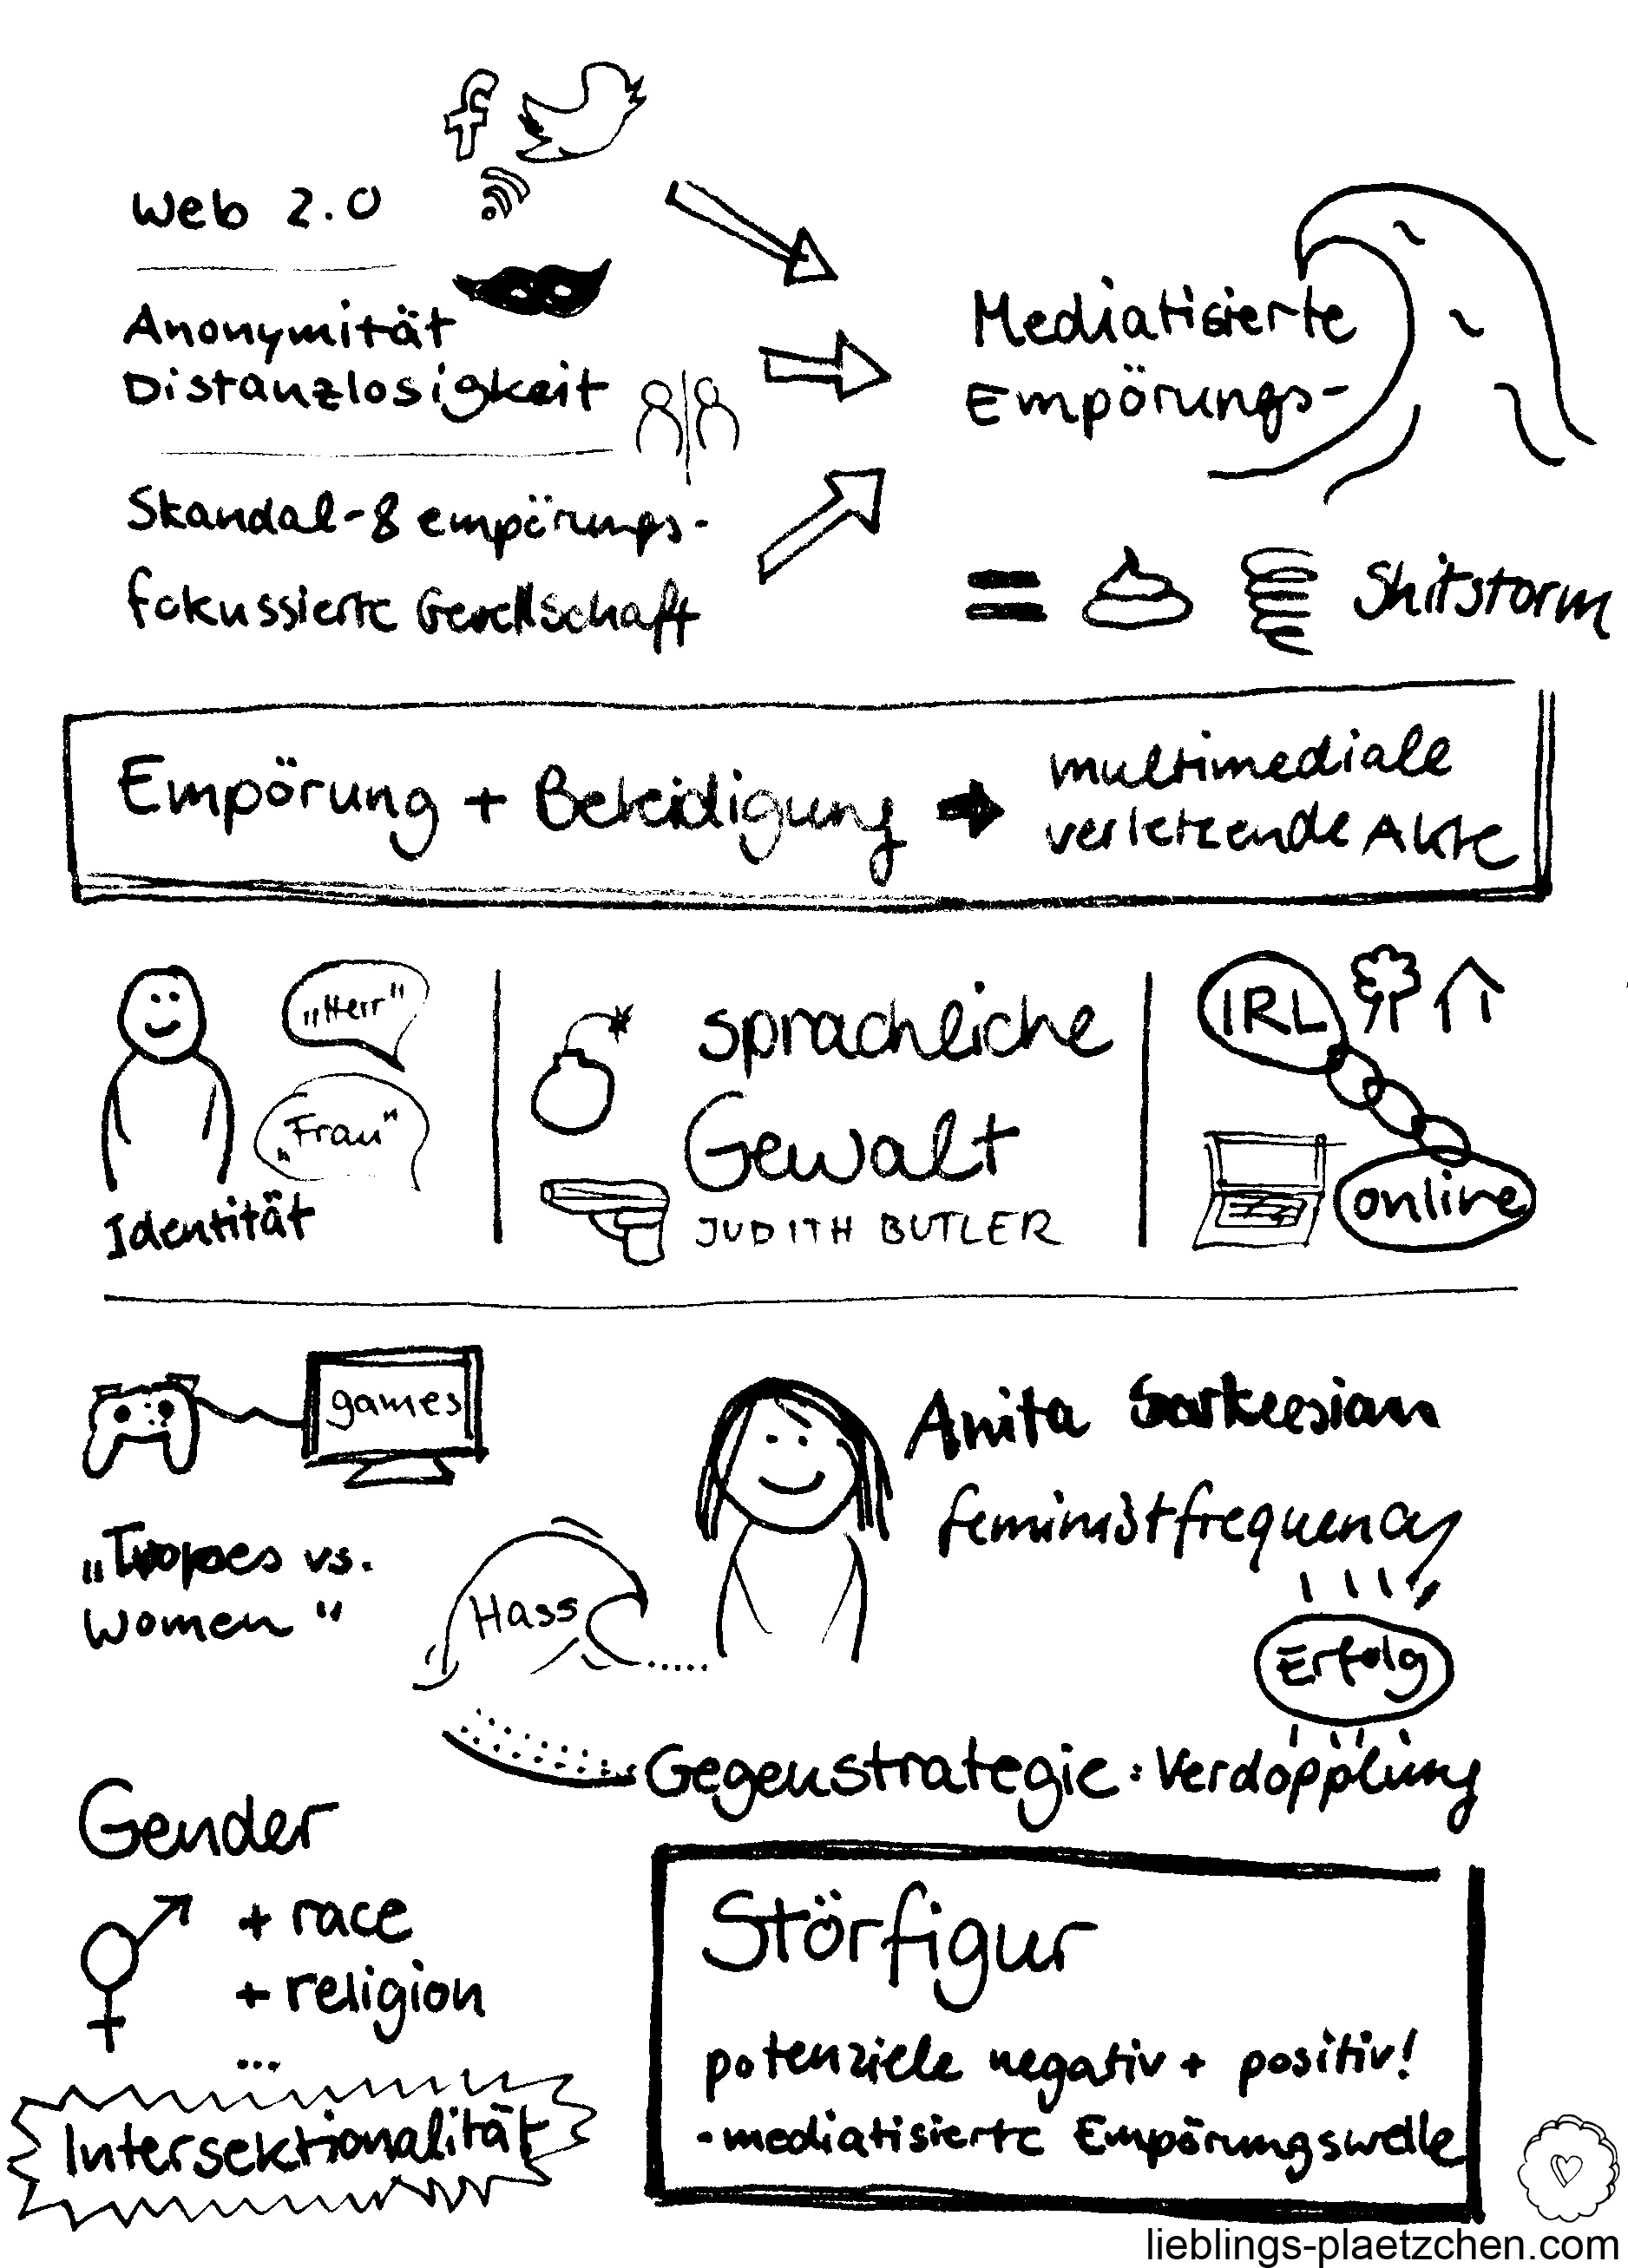 Web 2.0
Anonymität
Distanzlosigkeit
Skandal- & empörungs-
fokussierte Gesellschaft
Mediatisierte
Empörungs-
= Shitstorm
Empörung + Beleidigung
multimediale
verletzende Akte
„Herr"
„Frau"
Identität
sprachliche
Gewalt
JUDITH BUTLER
IRL
online
games
„Tropes vs.
Women"
Hass
Anita Sarkeesian
feministfrequency
Erfolg
Gegenstrategie: Verdopplung
Gender
+ race
+ religion
...
Intersektionalität
Störfigur
potenziele negativ + positiv!
- mediatisierte Empörungswelle
lieblings-plaetzchen.com